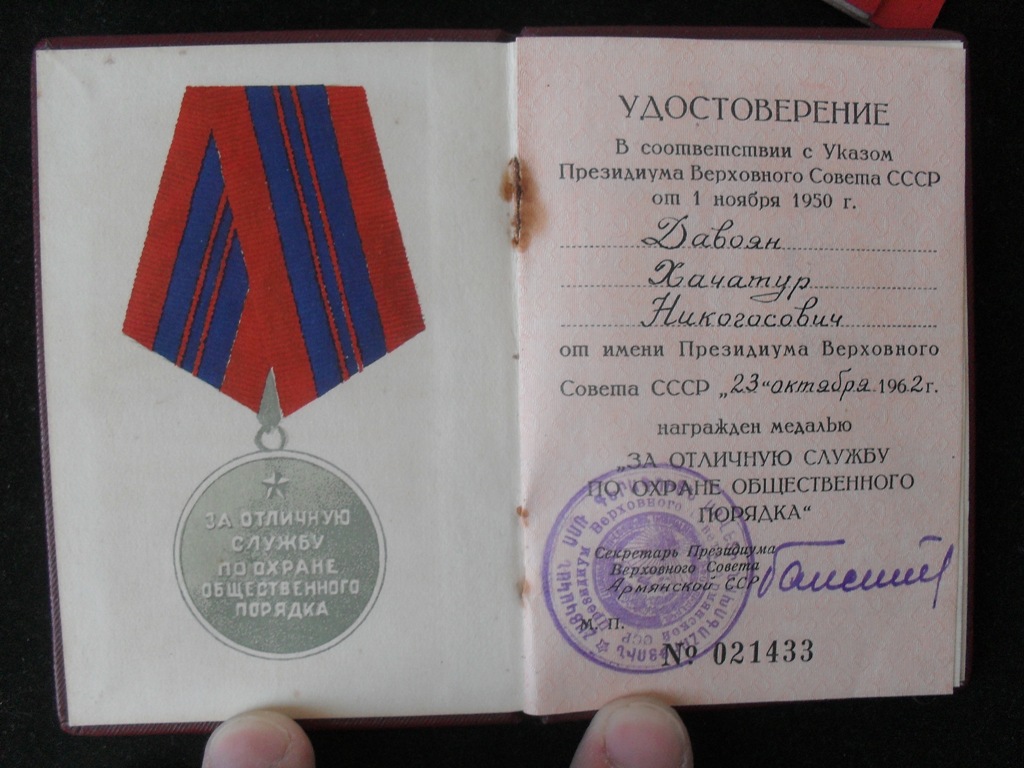 ЗА ОТЛИЧНУЮ
СЛУЖБУ
ПО ОХРАНЕ
ОБЩЕСТВЕННОГО
ПОРЯДКА
УДОСТОВЕРЕНИЕ
В соответствии с Указом
Президиума Верховного Совета СССР
от 1 ноября 1950 г.
Давоян
Хачатур
Никогосович
от имени Президиума Верховного
Совета СССР „23“ октября 1962 г.
награжден медалью
„ЗА ОТЛИЧНУЮ СЛУЖБУ
ПО ОХРАНЕ ОБЩЕСТВЕННОГО
ПОРЯДКА“
Секретарь Президиума
Верховного Совета
Армянской ССР
М. П.
№ 021433